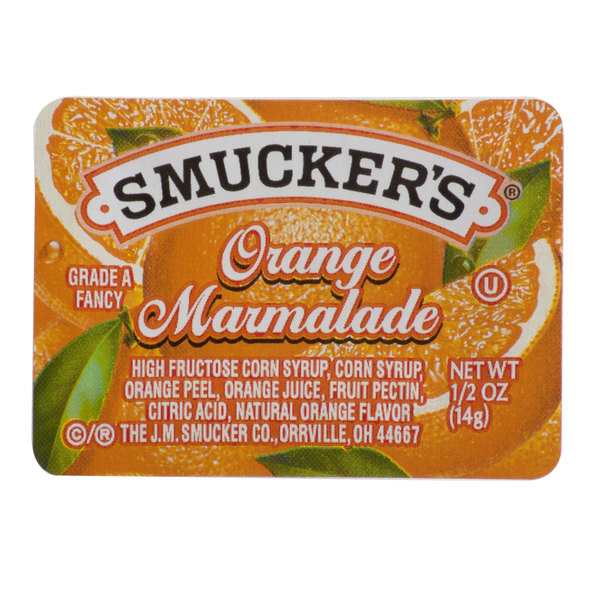 SMUCKER'S®
Orange
Marmalade
GRADE A
FANCY
U
HIGH FRUCTOSE CORN SYRUP, CORN SYRUP,
ORANGE PEEL, ORANGE JUICE, FRUIT PECTIN,
CITRIC ACID, NATURAL ORANGE FLAVOR
©/® THE J.M. SMUCKER CO., ORRVILLE, OH 44667
NET WT
1/2 OZ
(14g)